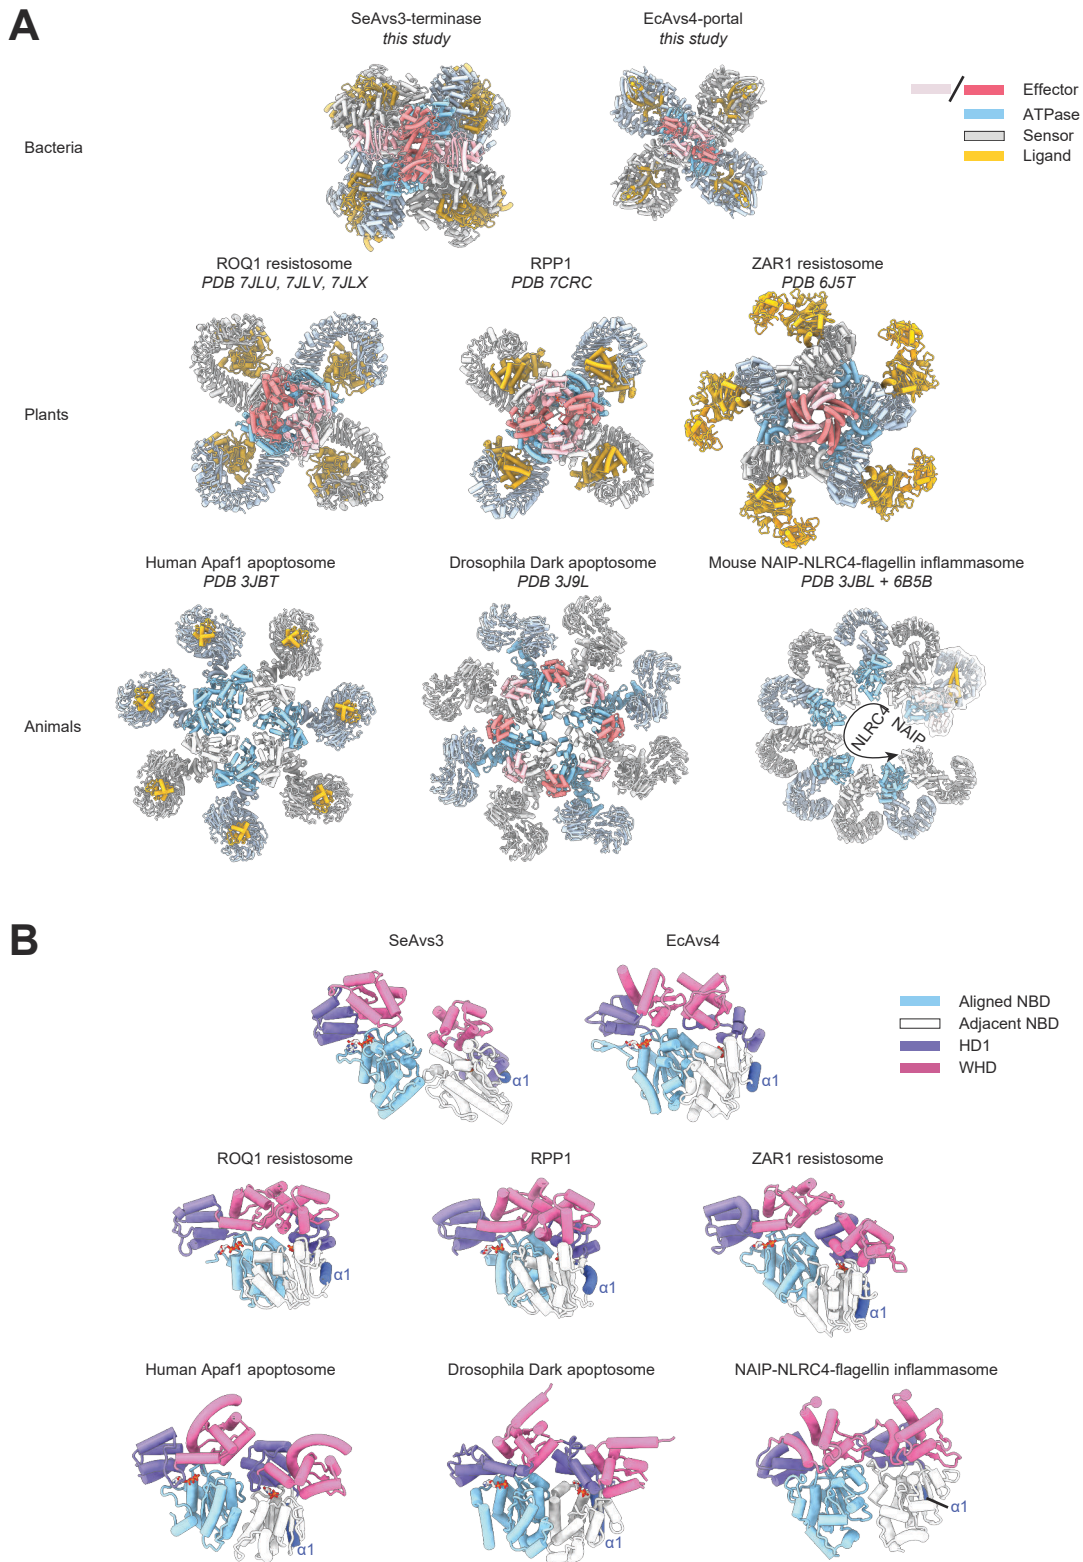 A
SeAvs3-terminase
this study
EcAvs4-portal
this study
Effector
ATPase
Sensor
Ligand
Bacteria
ROQ1 resistosome
PDB 7JLU, 7JLV, 7JLX
RPP1
PDB 7CRC
ZAR1 resistosome
PDB 6J5T
Plants
Human Apaf1 apoptosome
PDB 3JBT
Drosophila Dark apoptosome
PDB 3J9L
Mouse NAIP-NLRC4-flagellin inflammasome
PDB 3JBL + 6B5B
Animals
NLRC4
NAIP
B
SeAvs3
EcAvs4
Aligned NBD
Adjacent NBD
HD1
WHD
α1
α1
ROQ1 resistosome
RPP1
ZAR1 resistosome
α1
α1
α1
Human Apaf1 apoptosome
Drosophila Dark apoptosome
NAIP-NLRC4-flagellin inflammasome
α1
α1
α1